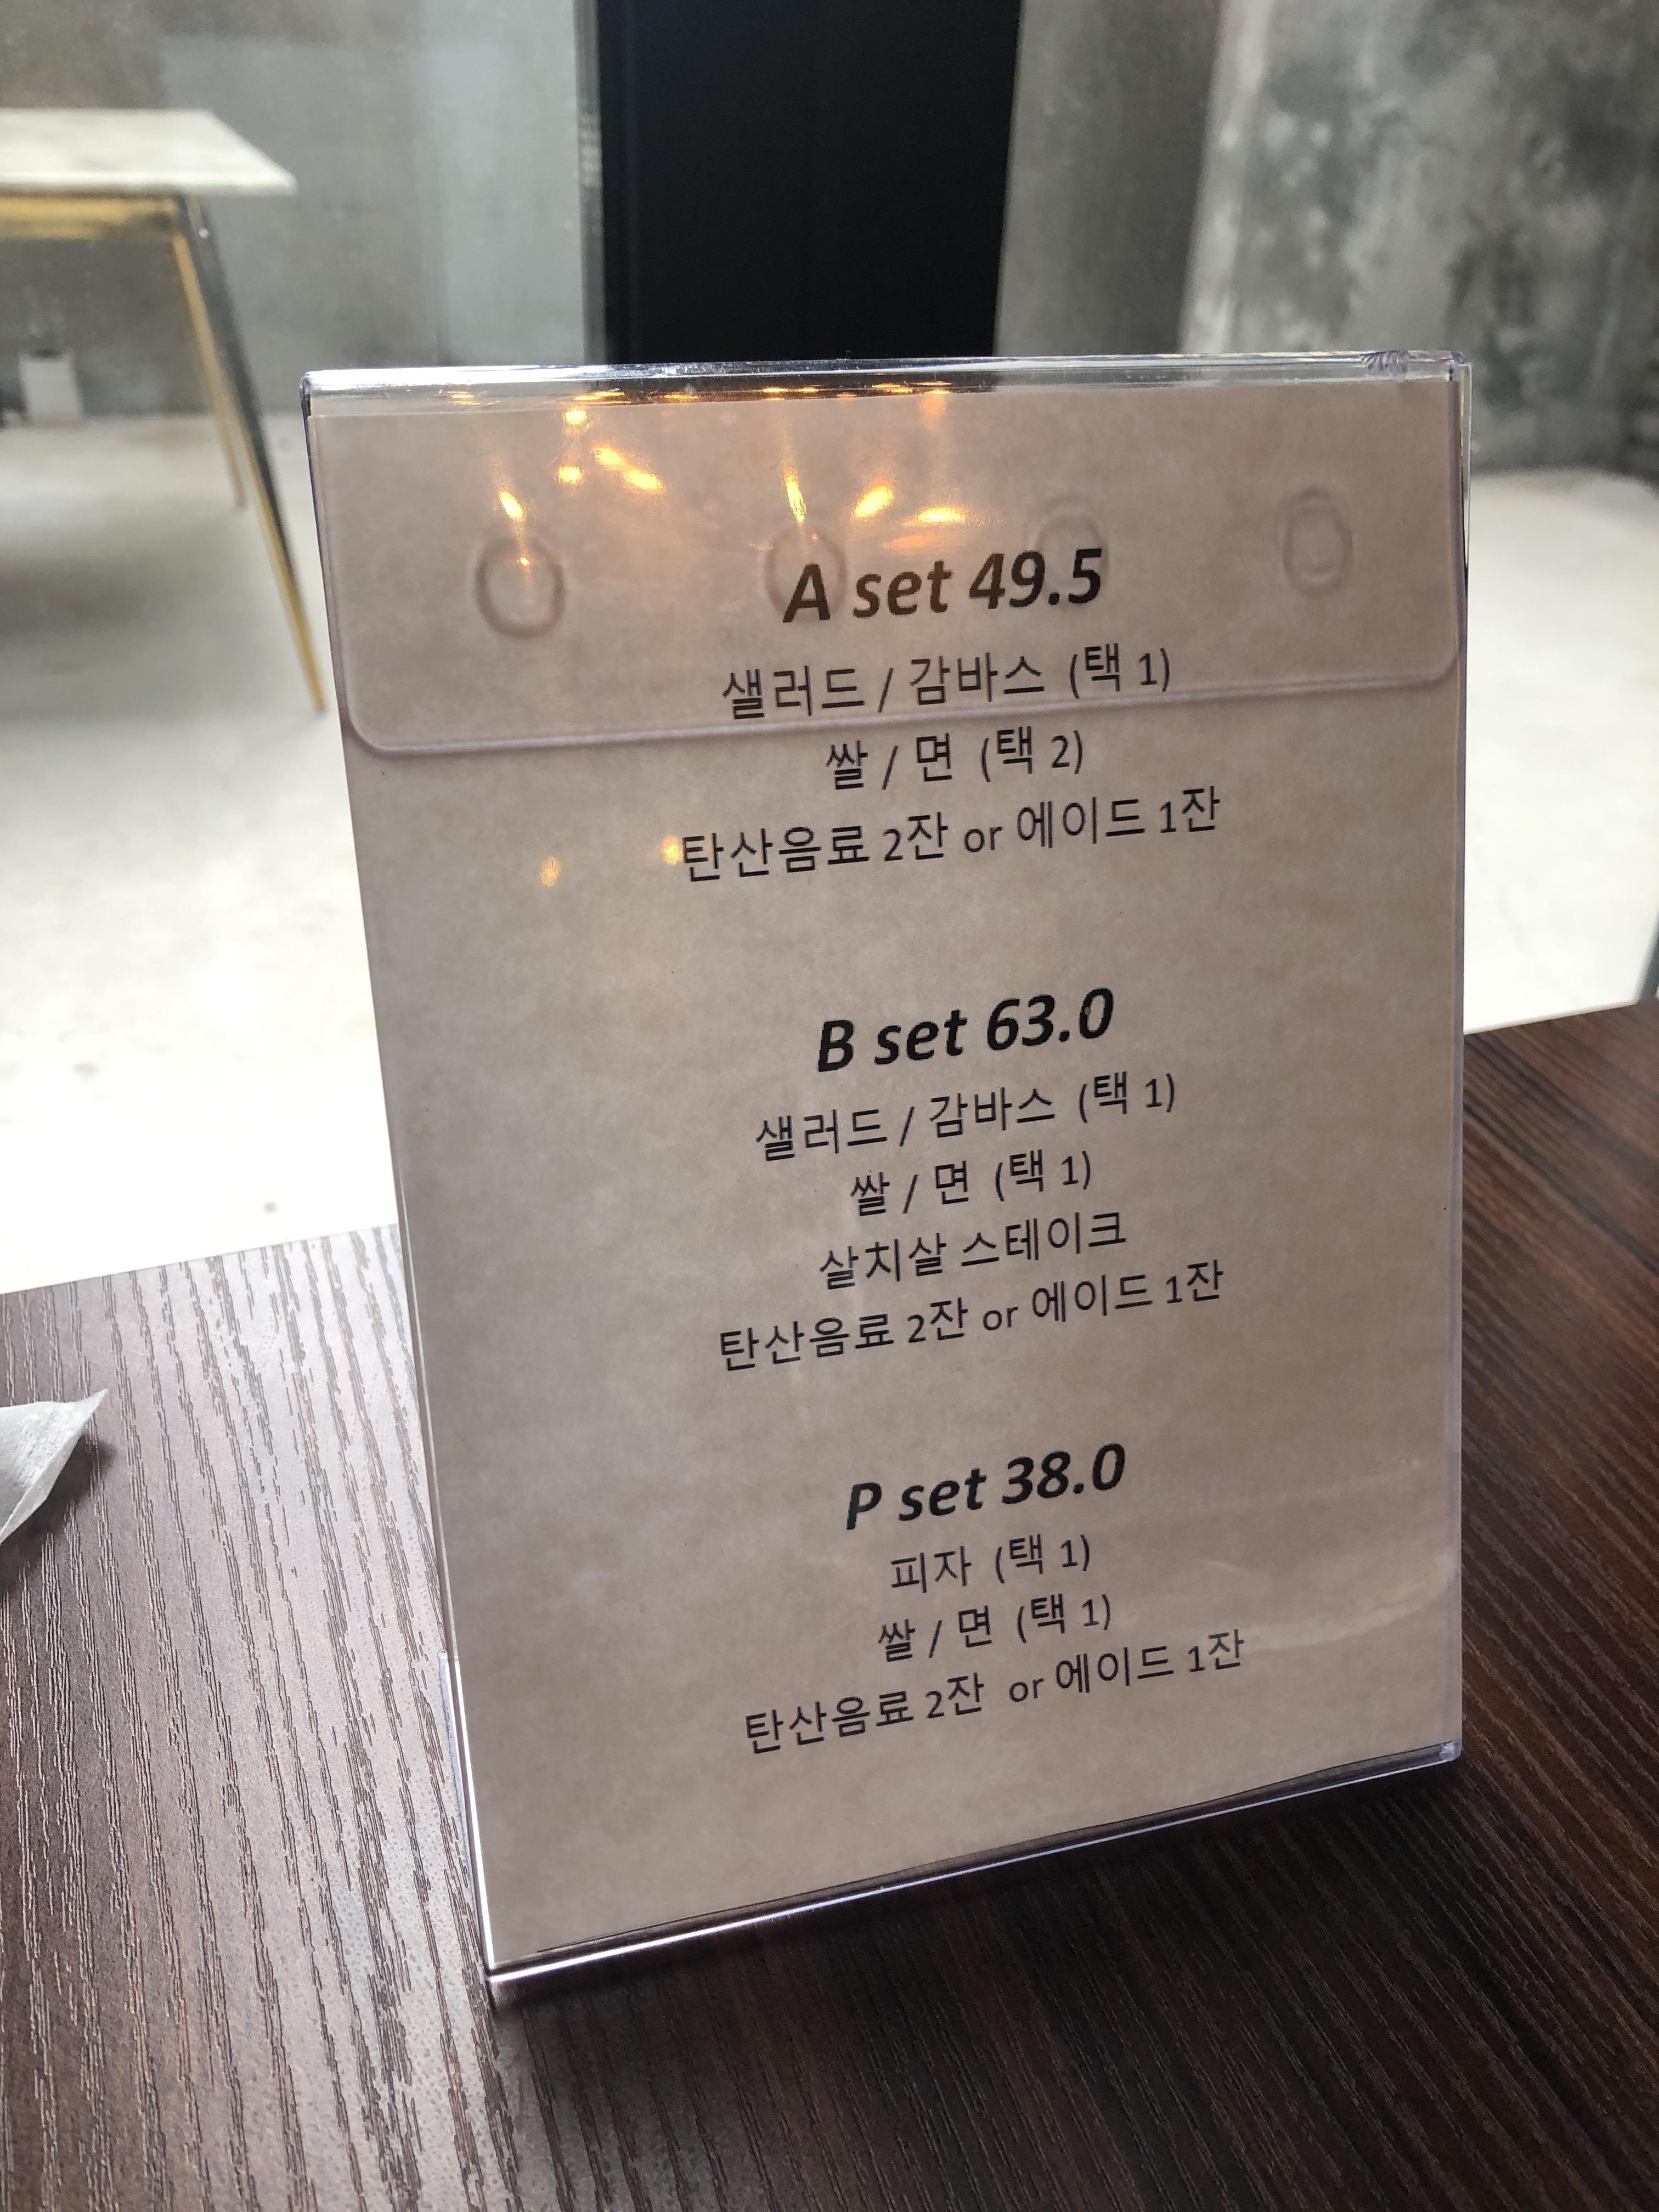 A set 49.5
샐러드 / 감바스 (택 1)
쌀 / 면 (택 2)
탄산음료 2잔 or 에이드 1잔
B set 63.0
샐러드 / 감바스 (택 1)
쌀 / 면 (택 1)
살치살 스테이크
탄산음료 2잔 or 에이드 1잔
P set 38.0
피자 (택 1)
쌀 / 면 (택 1)
탄산음료 2잔 or 에이드 1잔